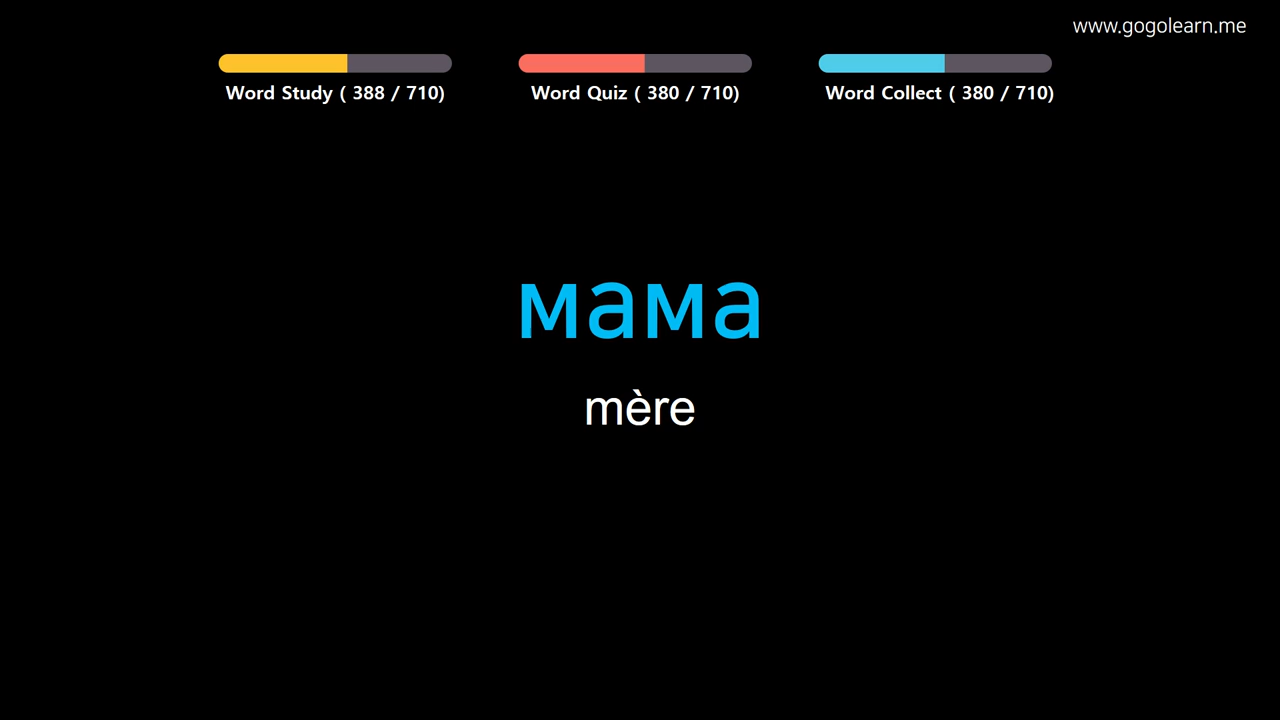 www.gogolearn.me
Word Study ( 388 / 710)
Word Quiz ( 380 / 710)
Word Collect ( 380 / 710)
мама
mère